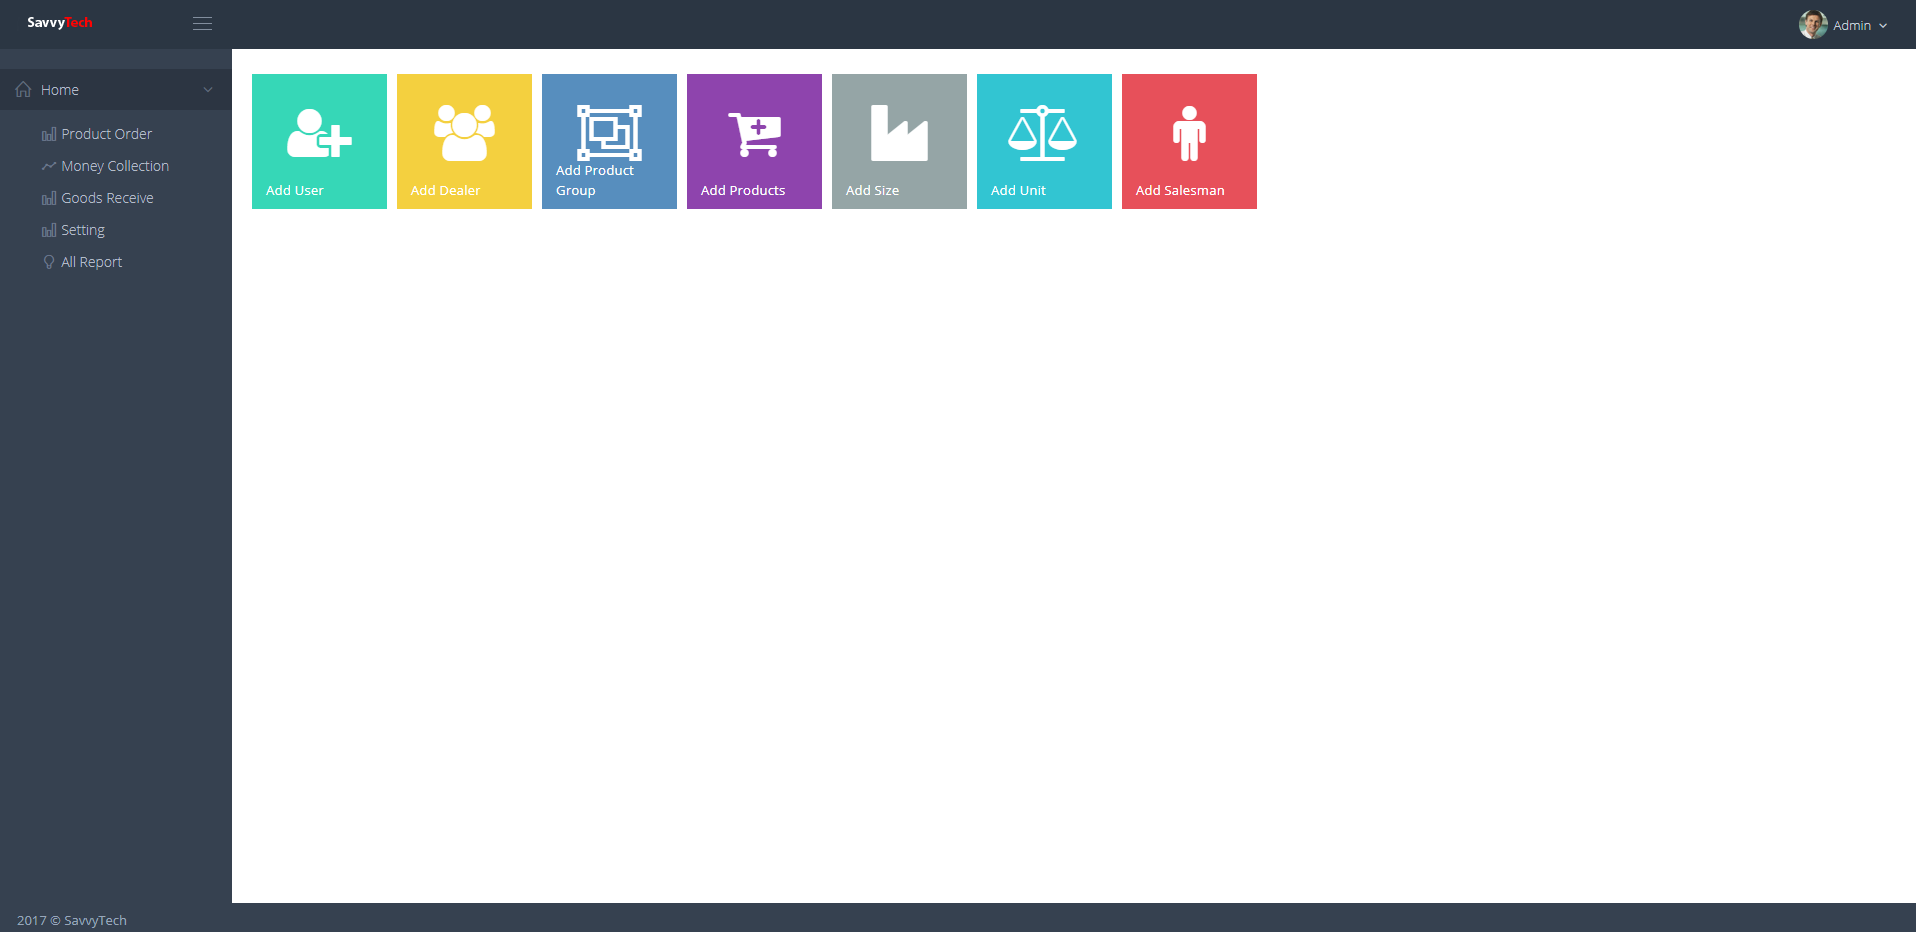 SavvyTech
Admin
Home
Product Order
Money Collection
Goods Receive
Setting
All Report
Add User
Add Dealer
Add Product
Group
Add Products
Add Size
Add Unit
Add Salesman
2017 © SavvyTech